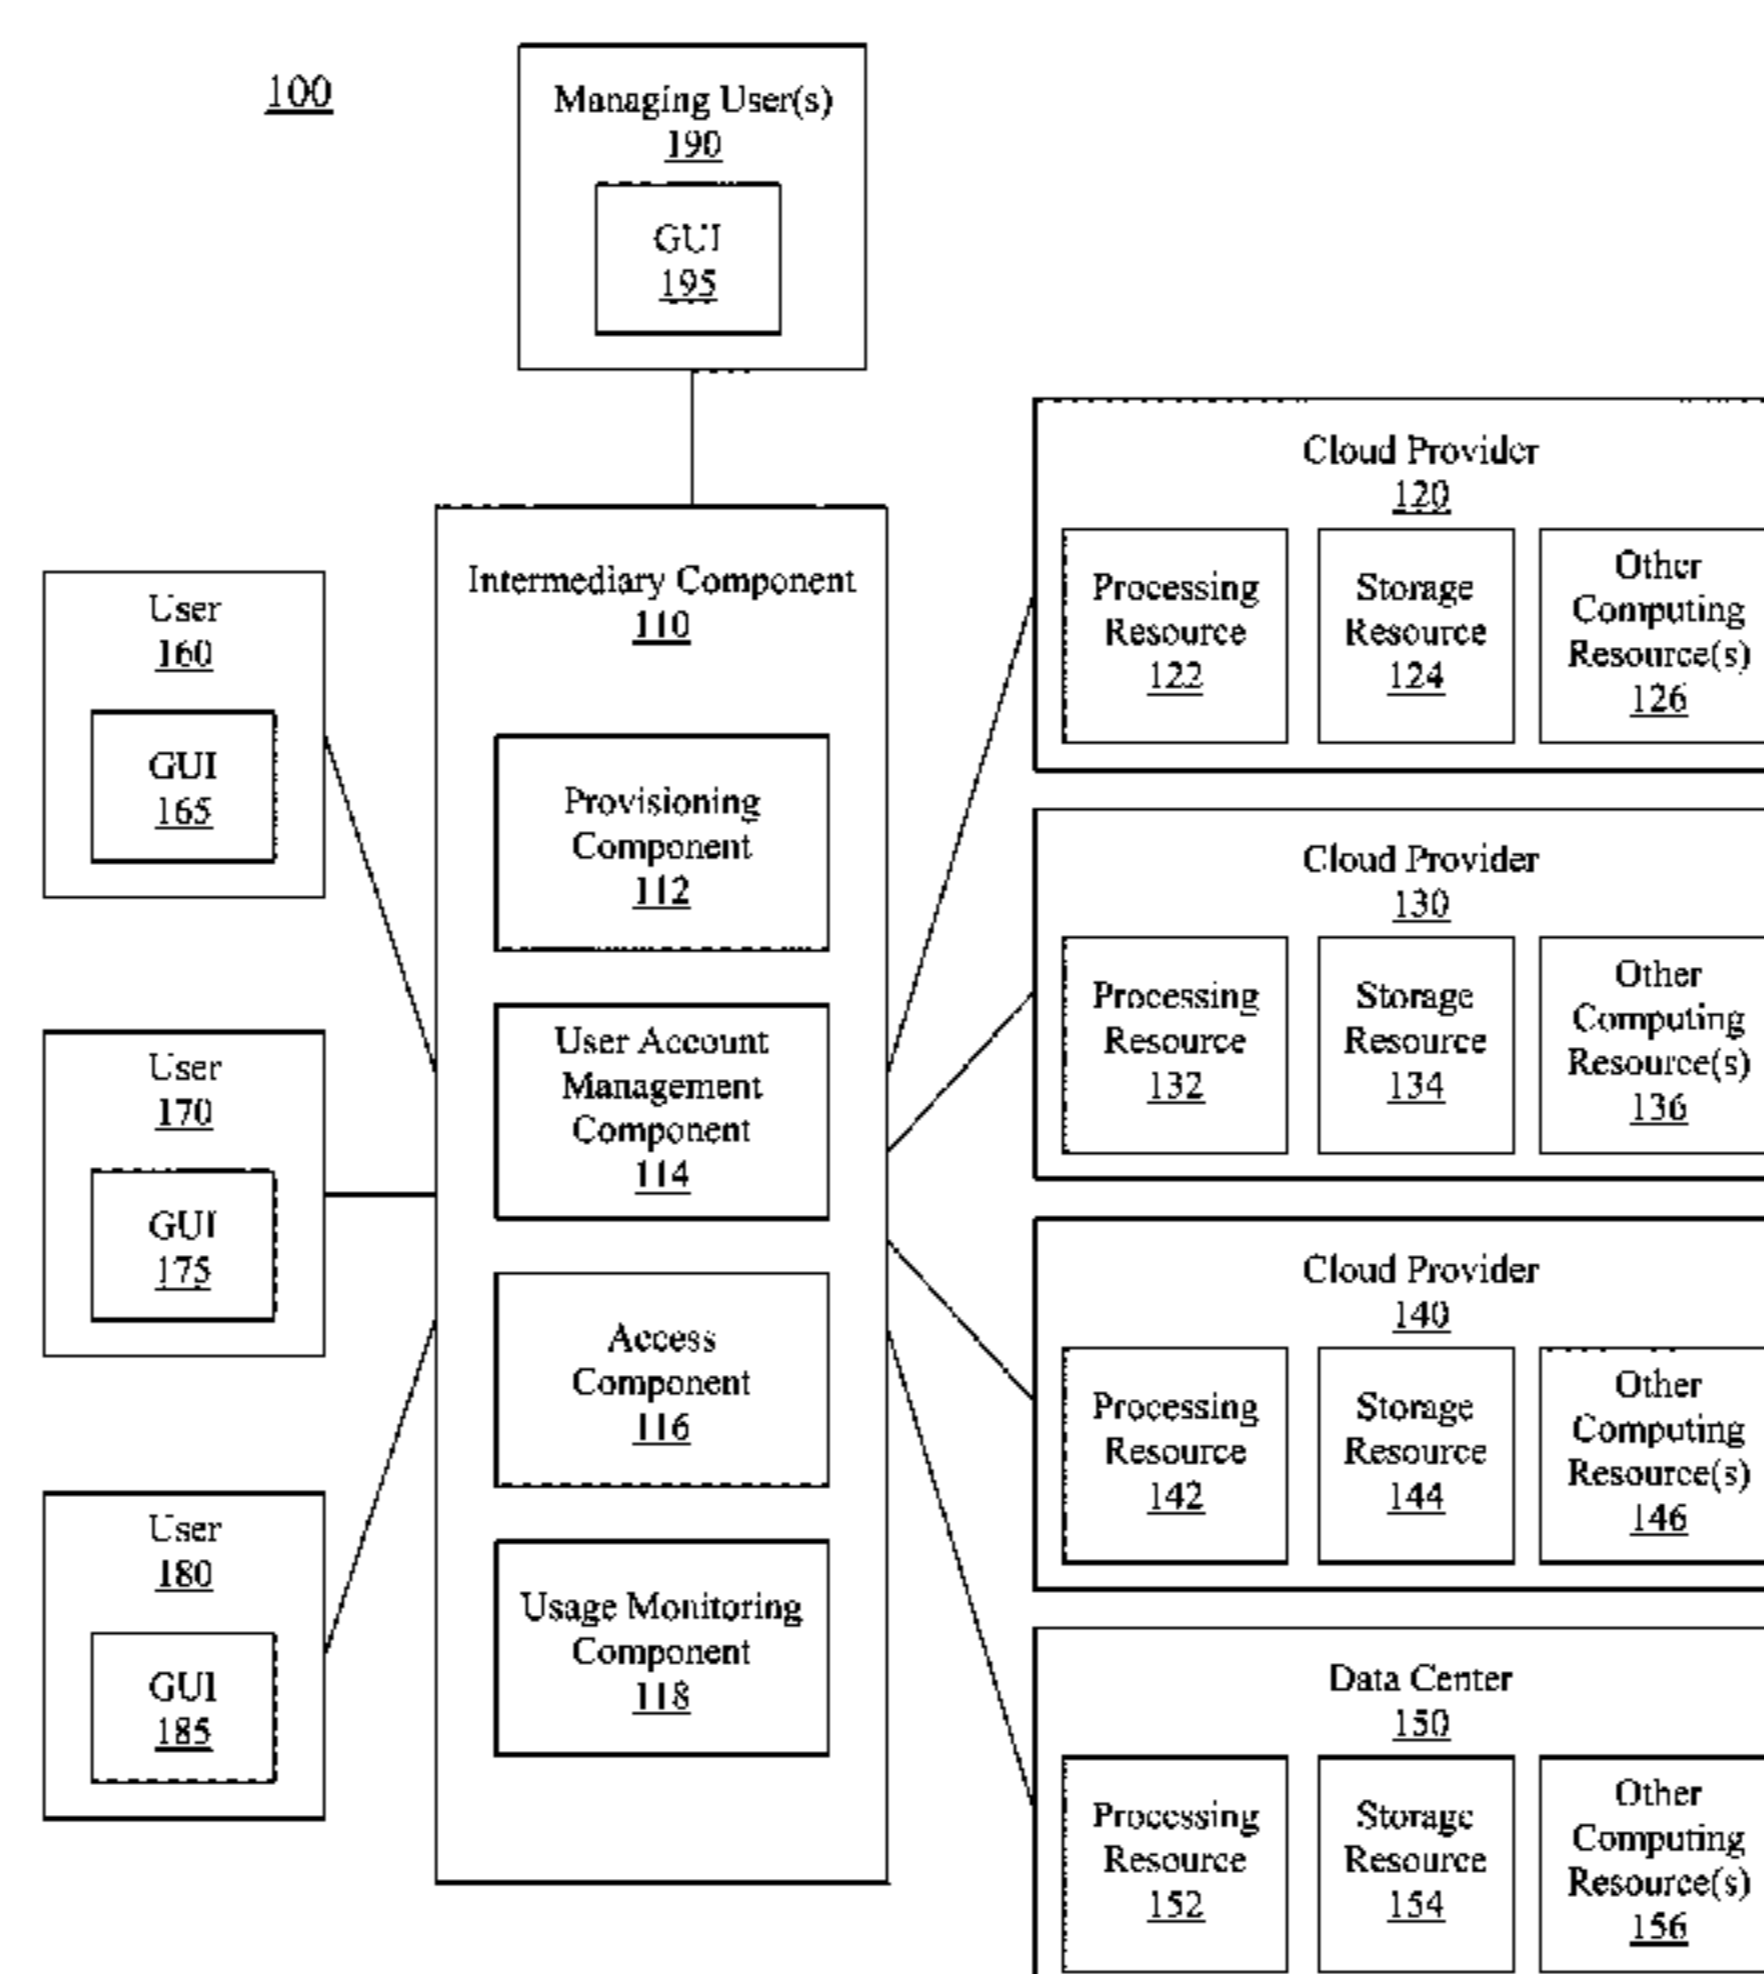 100
Managing User(s)
190
GUI
195
User
160
GUI
165
User
170
GUI
175
User
180
GUI
185
Intermediary Component
110
Provisioning
Component
112
User Account
Management
Component
114
Access
Component
116
Usage Monitoring
Component
118
Cloud Provider
120
Processing
Resource
122
Storage
Resource
124
Other
Computing
Resource(s)
126
Cloud Provider
130
Processing
Resource
132
Storage
Resource
134
Other
Computing
Resource(s)
136
Cloud Provider
140
Processing
Resource
142
Storage
Resource
144
Other
Computing
Resource(s)
146
Data Center
150
Processing
Resource
152
Storage
Resource
154
Other
Computing
Resource(s)
156